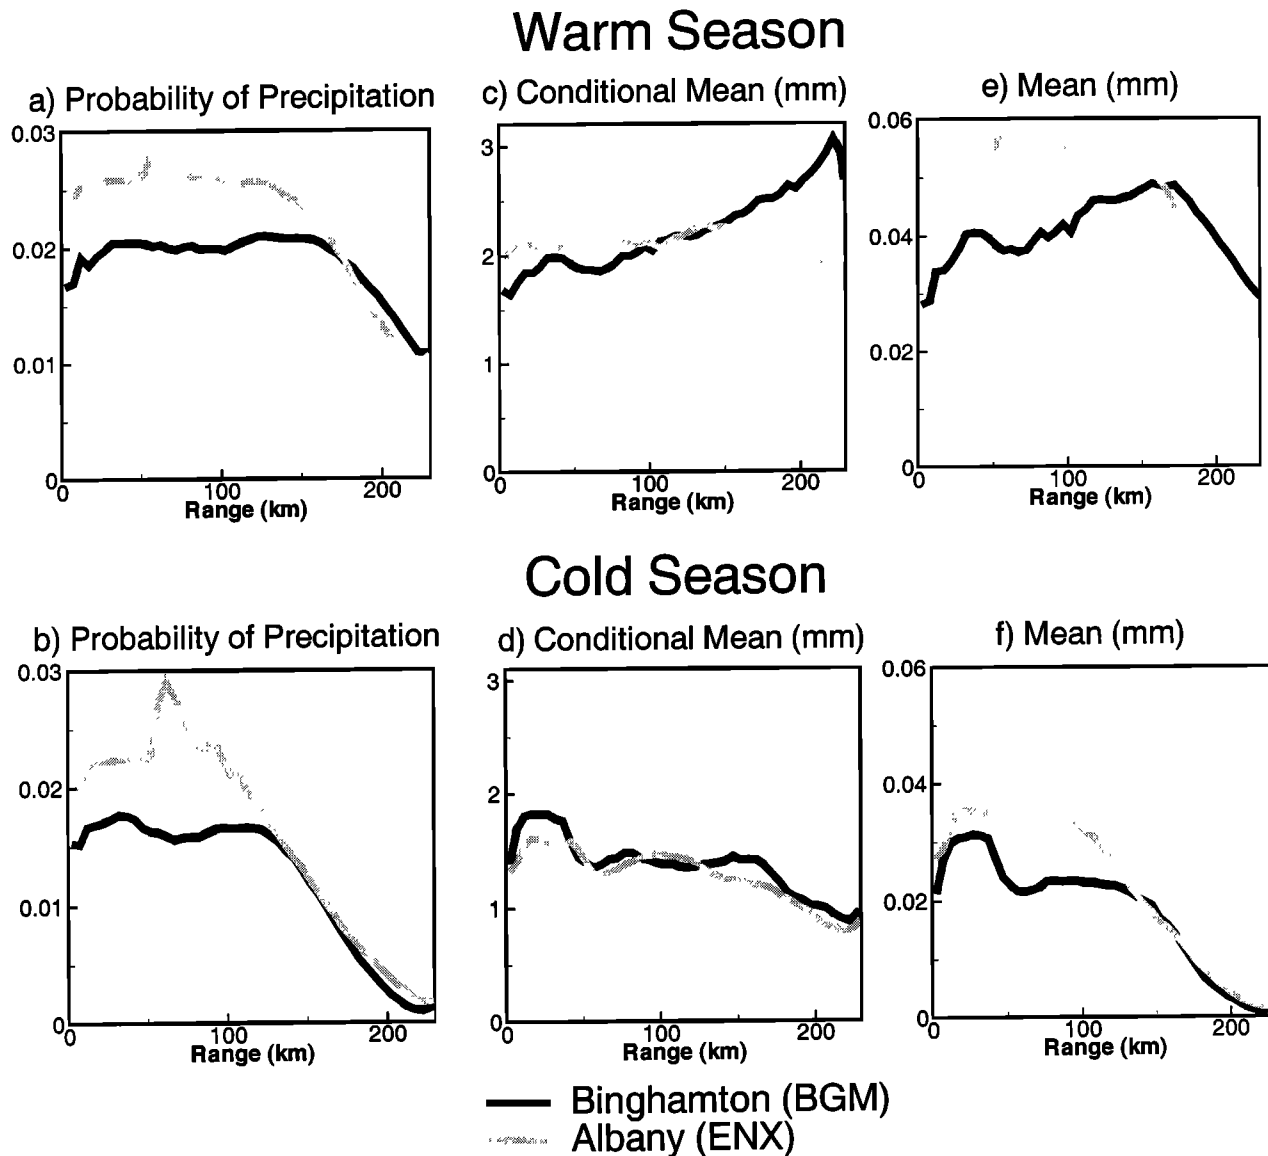 Warm Season
a) Probability of Precipitation
c) Conditional Mean (mm)
e) Mean (mm)
0.03
0.02
0.01
0
0
100
200
Range (km)
3
2
1
0
0
100
200
Range (km)
0.06
0.04
0.02
0
0
100
200
Range (km)
Cold Season
b) Probability of Precipitation
d) Conditional Mean (mm)
f) Mean (mm)
0.03
0.02
0.01
0
0
100
200
Range (km)
3
2
1
0
0
100
200
Range (km)
0.06
0.04
0.02
0
0
100
200
Range (km)
Binghamton (BGM)
Albany (ENX)